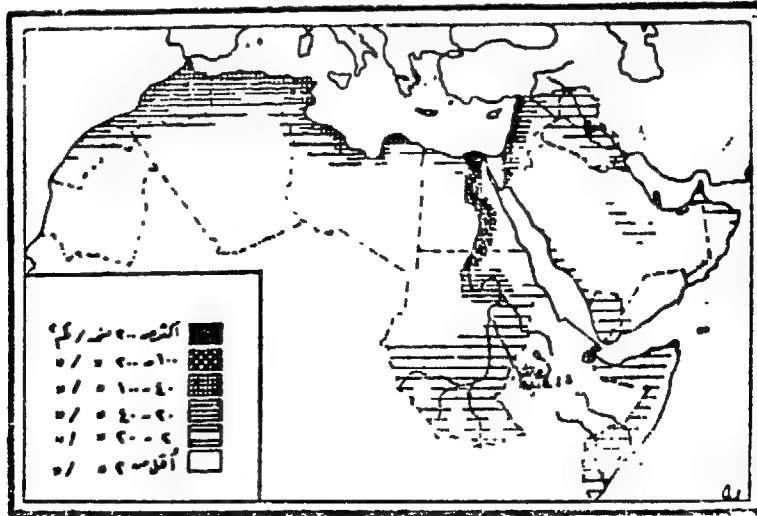 أكثر من ٢٠٠ نسمة / كم٢
١٠٠-٢٠٠ " / "
٤٠-١٠٠ " / "
٢٠-٤٠ " / "
٢-٢٠ " / "
أقل من ٢ " / "